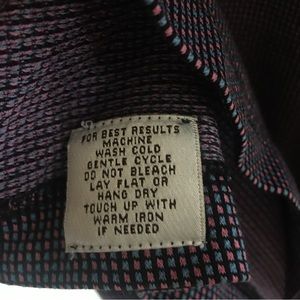 FOR BEST RESULTS
MACHINE
WASH COLD
GENTLE CYCLE
DO NOT BLEACH
LAY FLAT OR
HANG DRY
TOUCH UP WITH
WARM IRON
IF NEEDED